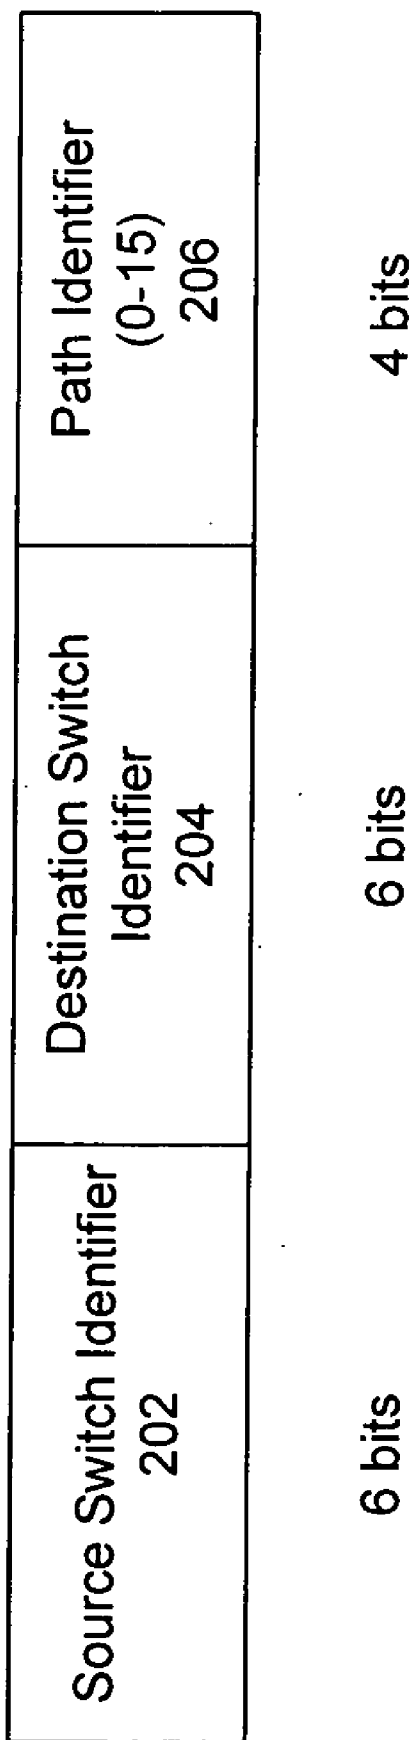 Source Switch Identifier
202
Destination Switch
Identifier
204
Path Identifier
(0-15)
206
6 bits
6 bits
4 bits